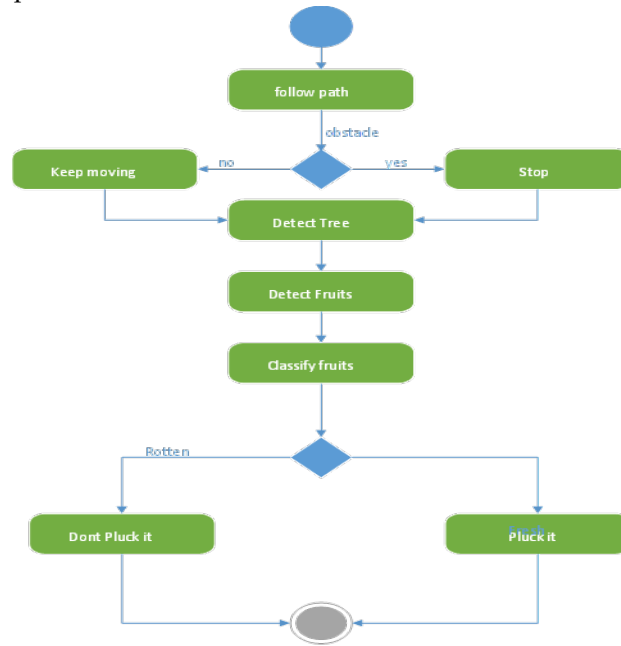 follow path
obstacle
no
yes
Keep moving
Stop
Detect Tree
Detect Fruits
Classify fruits
Rotten
Dont Pluck it
Pluck it